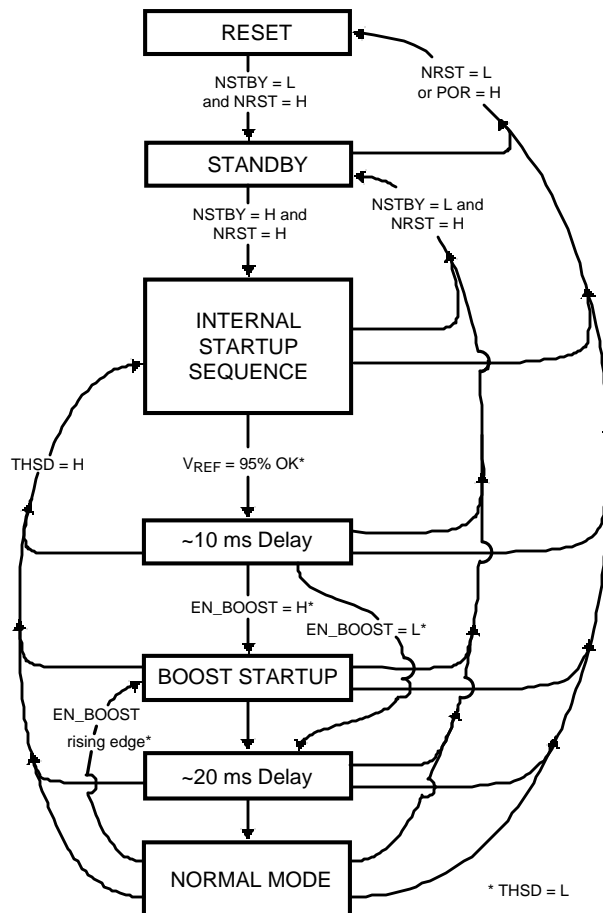 RESET
NSTBY = L
and NRST = H
NRST = L
or POR = H
STANDBY
NSTBY = H and
NRST = H
NSTBY = L and
NRST = H
INTERNAL
STARTUP
SEQUENCE
THSD = H
VREF = 95% OK*
~10 ms Delay
EN_BOOST = H*
EN_BOOST = L*
BOOST STARTUP
EN_BOOST
rising edge*
~20 ms Delay
NORMAL MODE
* THSD = L